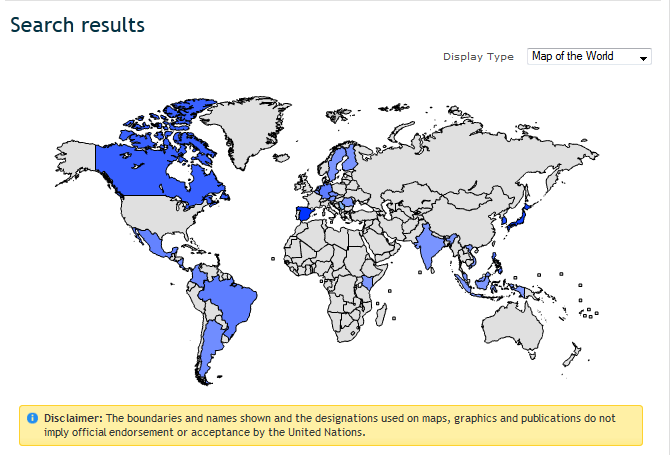 Search results
Display Type Map of the World
Disclaimer: The boundaries and names shown and the designations used on maps, graphics and publications do not
imply official endorsement or acceptance by the United Nations.